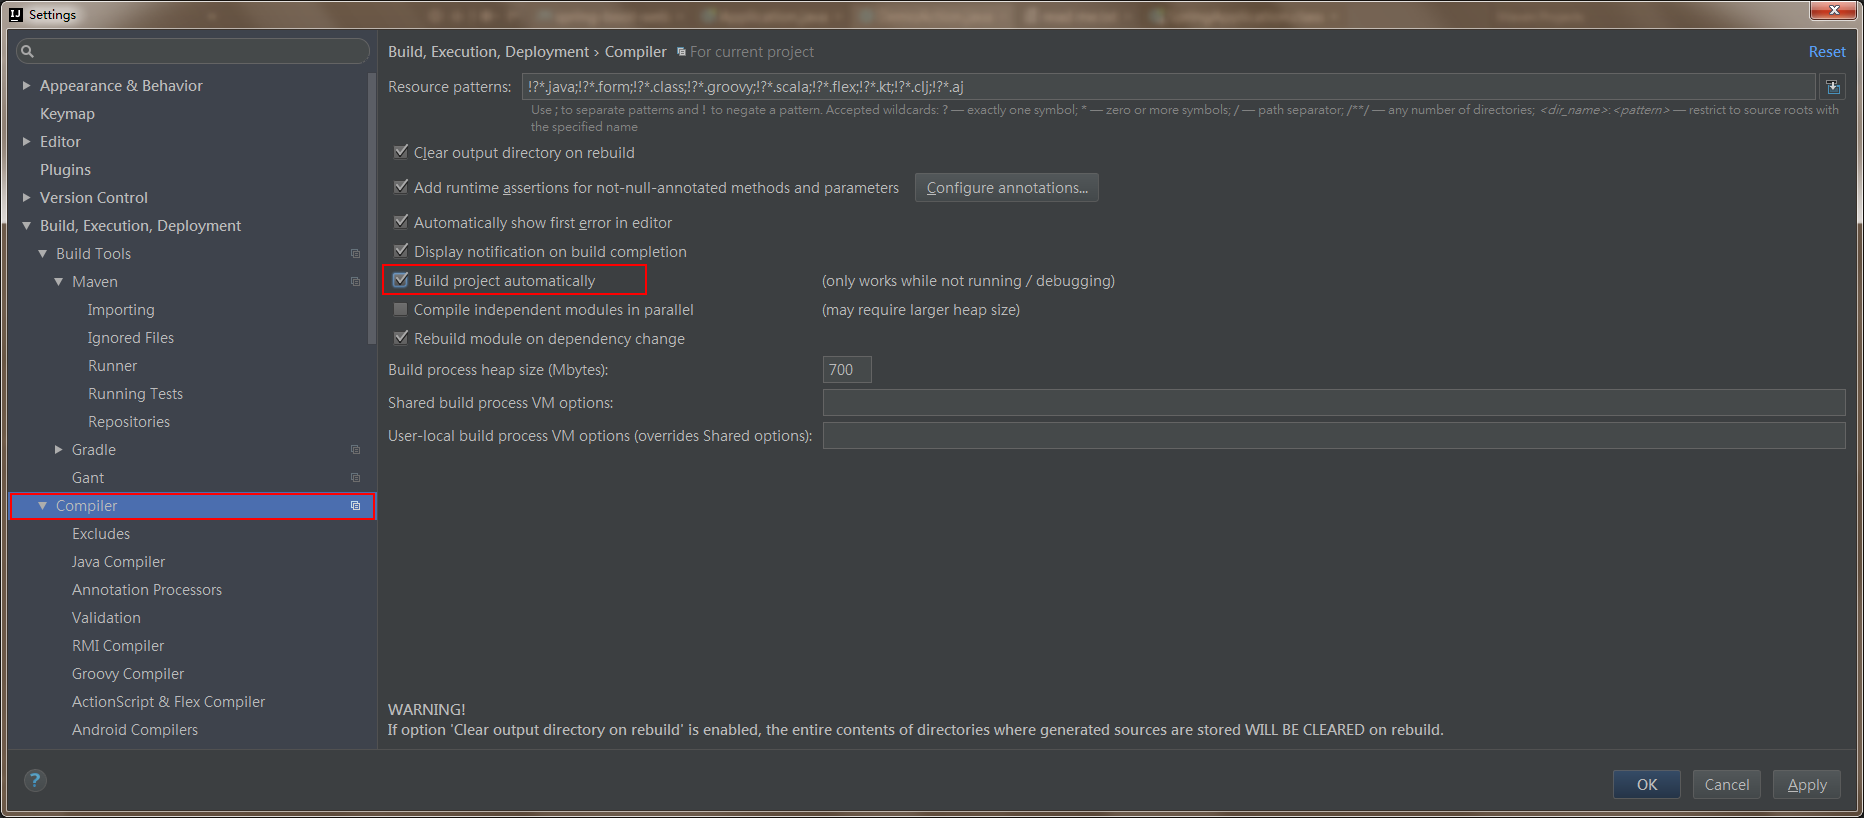 Settings
Appearance & Behavior
Keymap
Editor
Plugins
Version Control
Build, Execution, Deployment
Build Tools
Maven
Importing
Ignored Files
Runner
Running Tests
Repositories
Gradle
Gant
Compiler
Excludes
Java Compiler
Annotation Processors
Validation
RMI Compiler
Groovy Compiler
ActionScript & Flex Compiler
Android Compilers
Build, Execution, Deployment › Compiler For current project Reset
Resource patterns: !?*.java;!?*.form;!?*.class;!?*.groovy;!?*.scala;!?*.flex;!?*.kt;!?*.clj;!?*.aj
Use ; to separate patterns and ! to negate a pattern. Accepted wildcards: ? — exactly one symbol; * — zero or more symbols; / — path separator; /**/ — any number of directories; <dir_name>: <pattern> — restrict to source roots with
the specified name
Clear output directory on rebuild
Add runtime assertions for not-null-annotated methods and parameters Configure annotations...
Automatically show first error in editor
Display notification on build completion
Build project automatically (only works while not running / debugging)
Compile independent modules in parallel (may require larger heap size)
Rebuild module on dependency change
Build process heap size (Mbytes): 700
Shared build process VM options:
User-local build process VM options (overrides Shared options):
WARNING!
If option 'Clear output directory on rebuild' is enabled, the entire contents of directories where generated sources are stored WILL BE CLEARED on rebuild.
? OK Cancel Apply